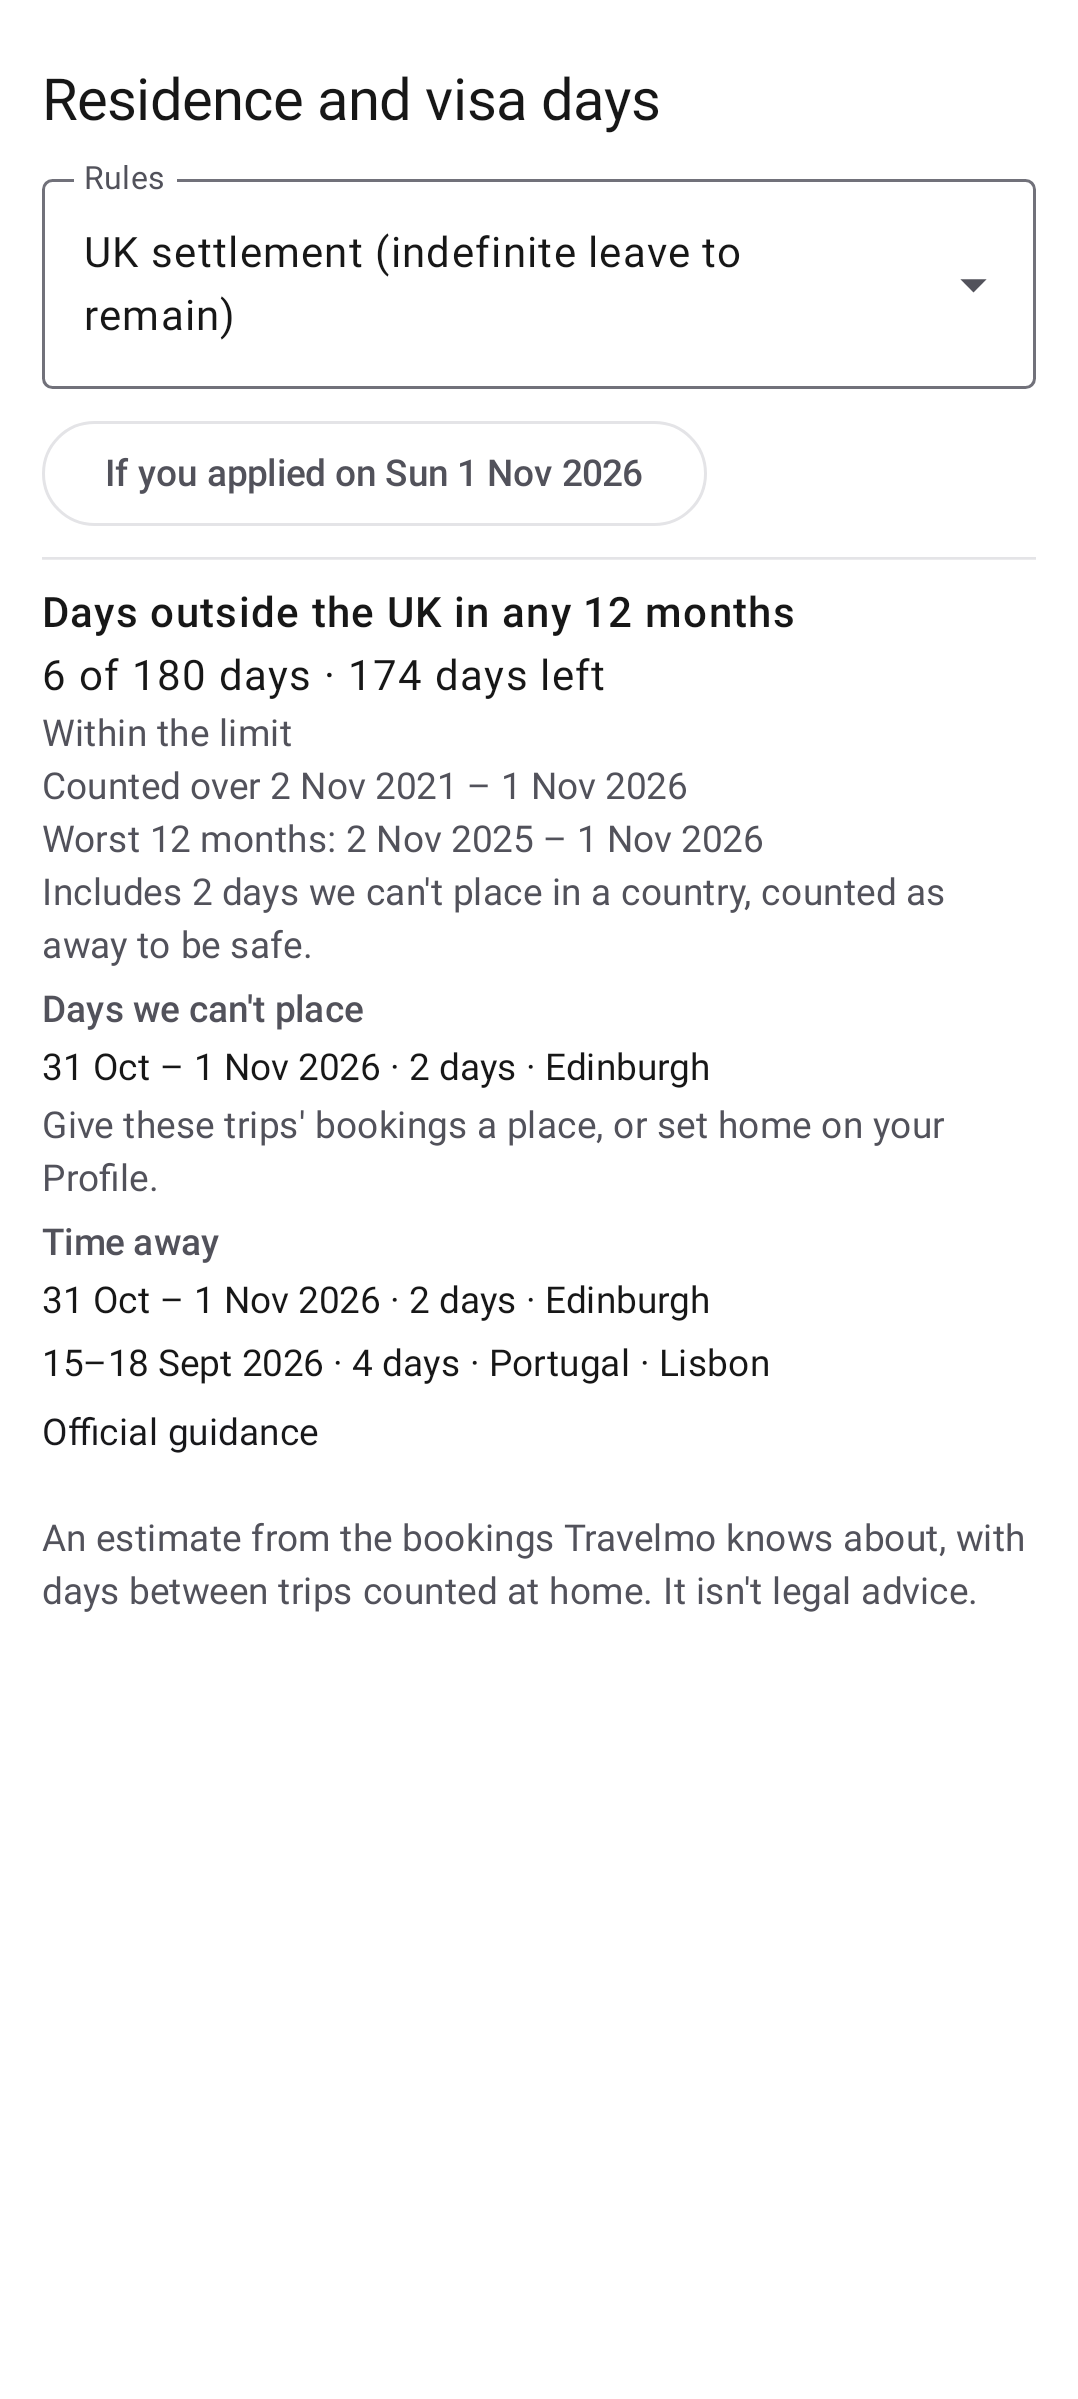 Residence and visa days
Rules
UK settlement (indefinite leave to
remain)
If you applied on Sun 1 Nov 2026
Days outside the UK in any 12 months
6 of 180 days · 174 days left
Within the limit
Counted over 2 Nov 2021 – 1 Nov 2026
Worst 12 months: 2 Nov 2025 – 1 Nov 2026
Includes 2 days we can't place in a country, counted as
away to be safe.
Days we can't place
31 Oct – 1 Nov 2026 · 2 days · Edinburgh
Give these trips' bookings a place, or set home on your
Profile.
Time away
31 Oct – 1 Nov 2026 · 2 days · Edinburgh
15–18 Sept 2026 · 4 days · Portugal · Lisbon
Official guidance
An estimate from the bookings Travelmo knows about, with
days between trips counted at home. It isn't legal advice.